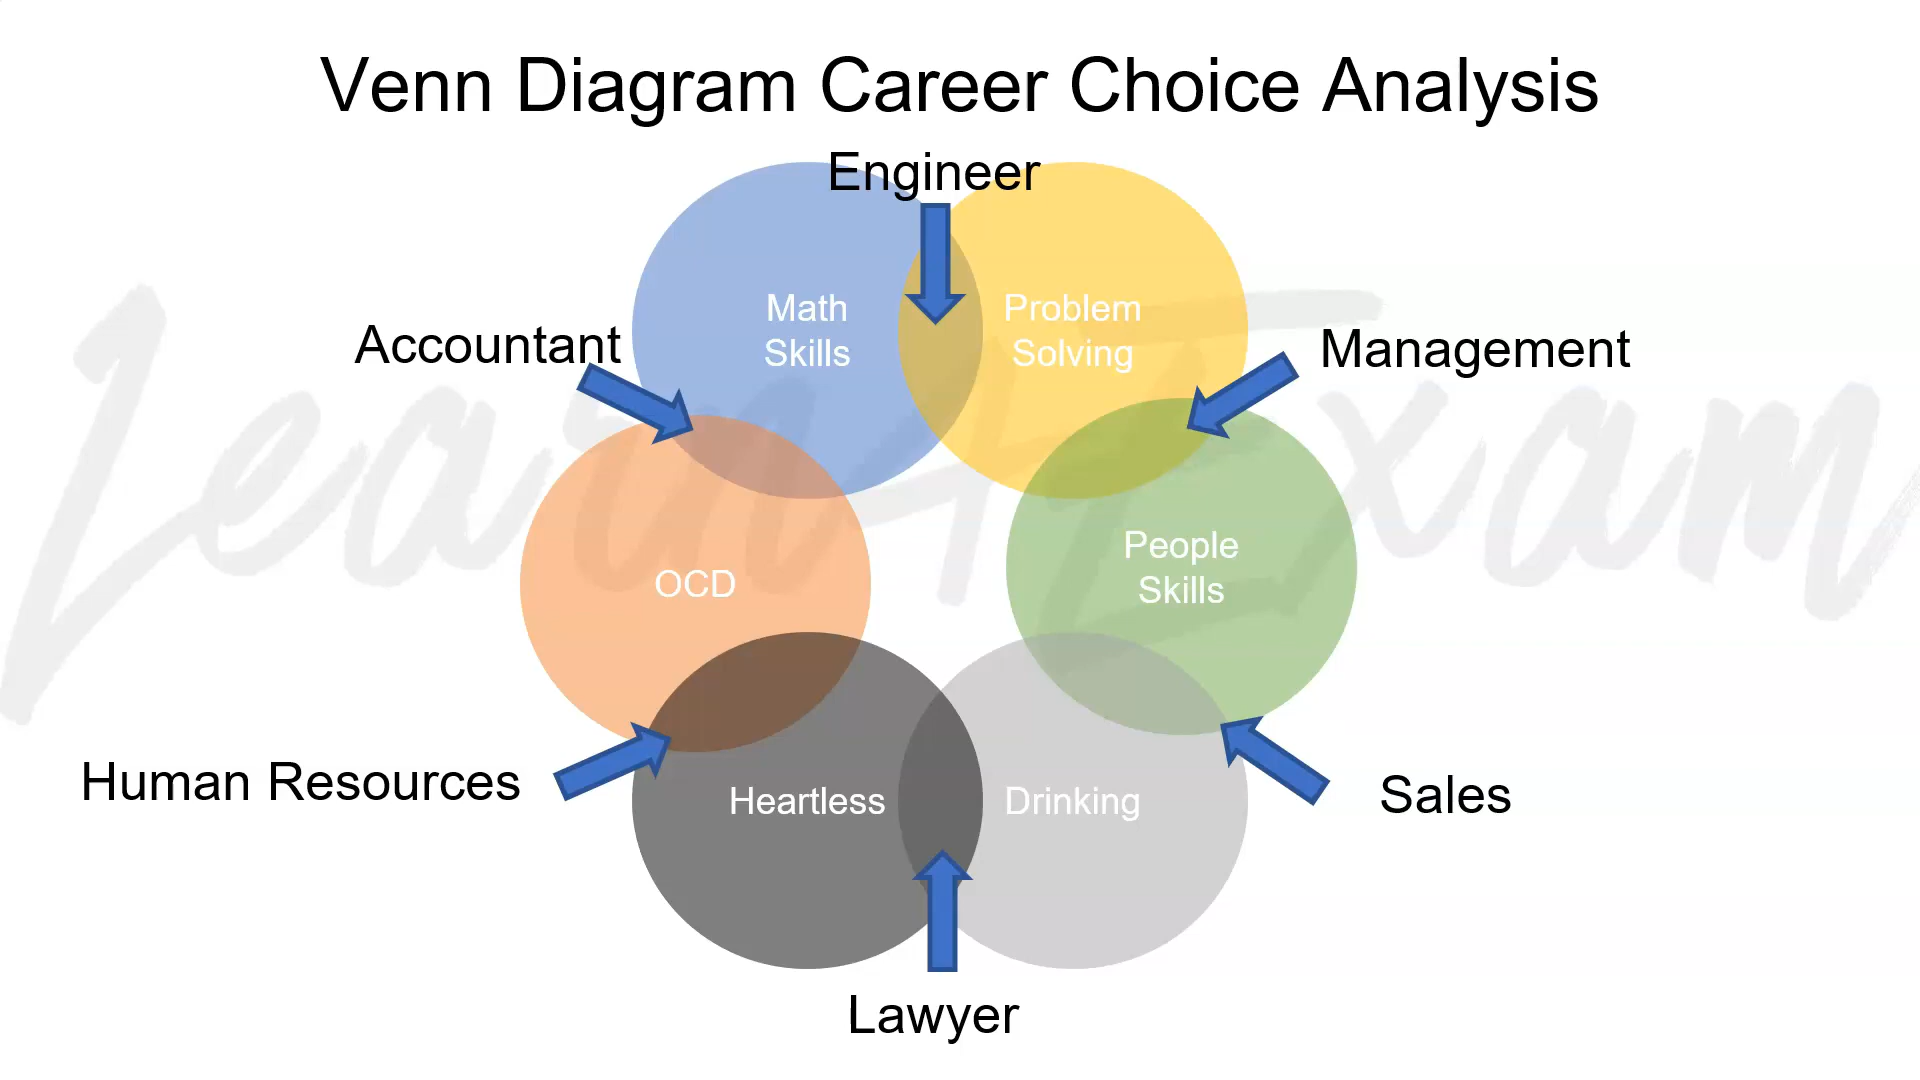 Venn Diagram Career Choice Analysis
Engineer
Math
Skills
Problem
Solving
Accountant
Management
Learn4Exam
OCD
People
Skills
Human Resources
Heartless
Drinking
Sales
Lawyer